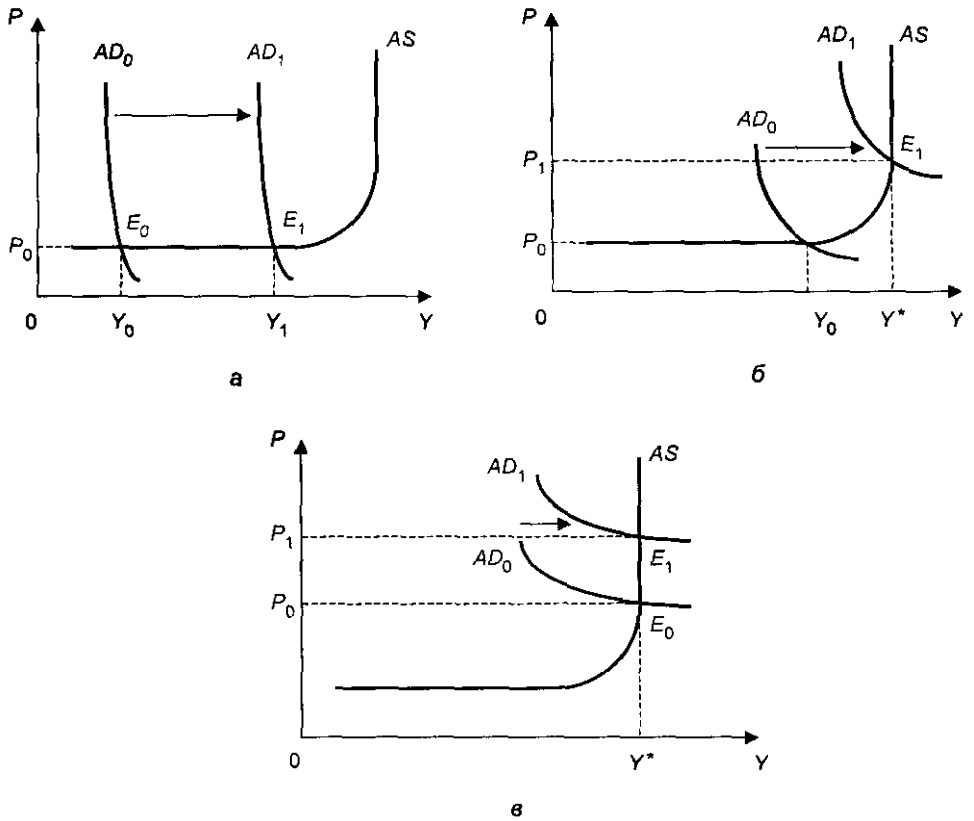 P
AD₀
AD₁
AS
E₀
E₁
P₀
0
Y₀
Y₁
Y
а
P
AD₁
AS
AD₀
P₁
E₁
P₀
0
Y₀
Y*
Y
б
P
AS
AD₁
P₁
AD₀
E₁
P₀
E₀
0
Y*
Y
в